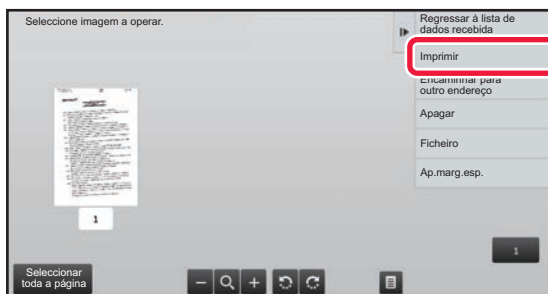 Seleccione imagem a operar.
Regressar à lista de
dados recebida
Imprimir
Encaminhar para
outro endereço
Apagar
Ficheiro
Ap.marg.esp.
1
1
Seleccionar
toda a página